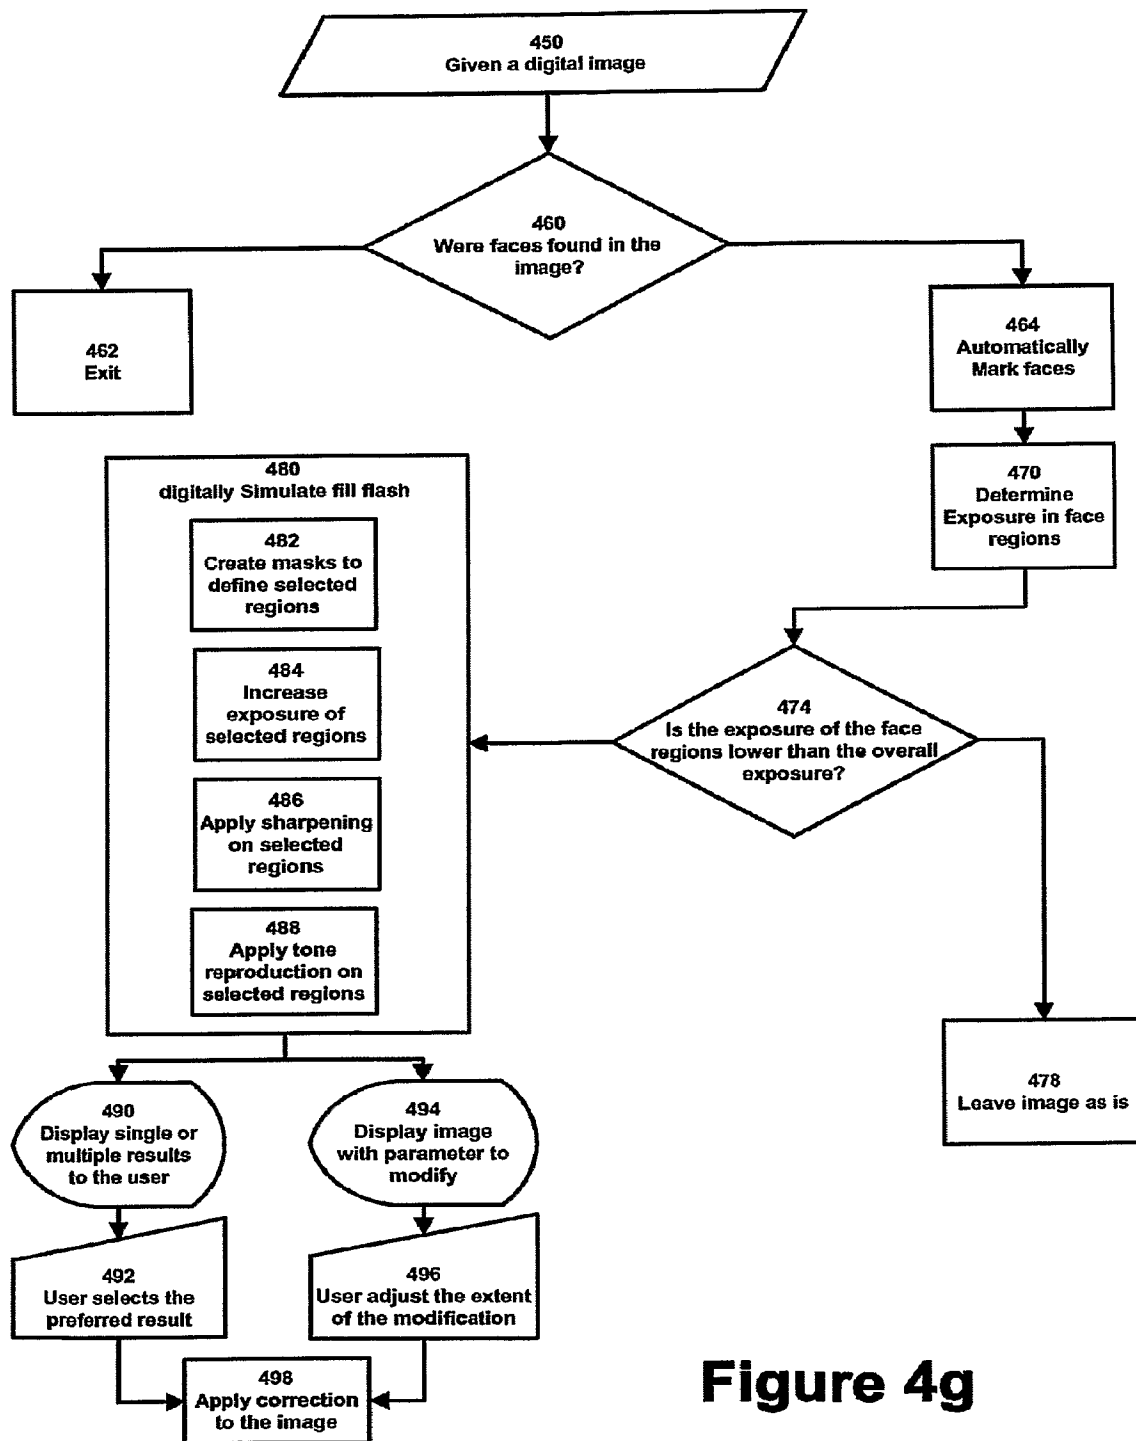 450
Given a digital image
460
Were faces found in the
image?
462
Exit
464
Automatically
Mark faces
470
Determine
Exposure in face
regions
474
Is the exposure of the face
regions lower than the overall
exposure?
478
Leave image as is
480
digitally Simulate fill flash
482
Create masks to
define selected
regions
484
Increase
exposure of
selected regions
486
Apply sharpening
on selected
regions
488
Apply tone
reproduction on
selected regions
490
Display single or
multiple results
to the user
494
Display image
with parameter to
modify
492
User selects the
preferred result
496
User adjust the extent
of the modification
498
Apply correction
to the image
Figure 4g